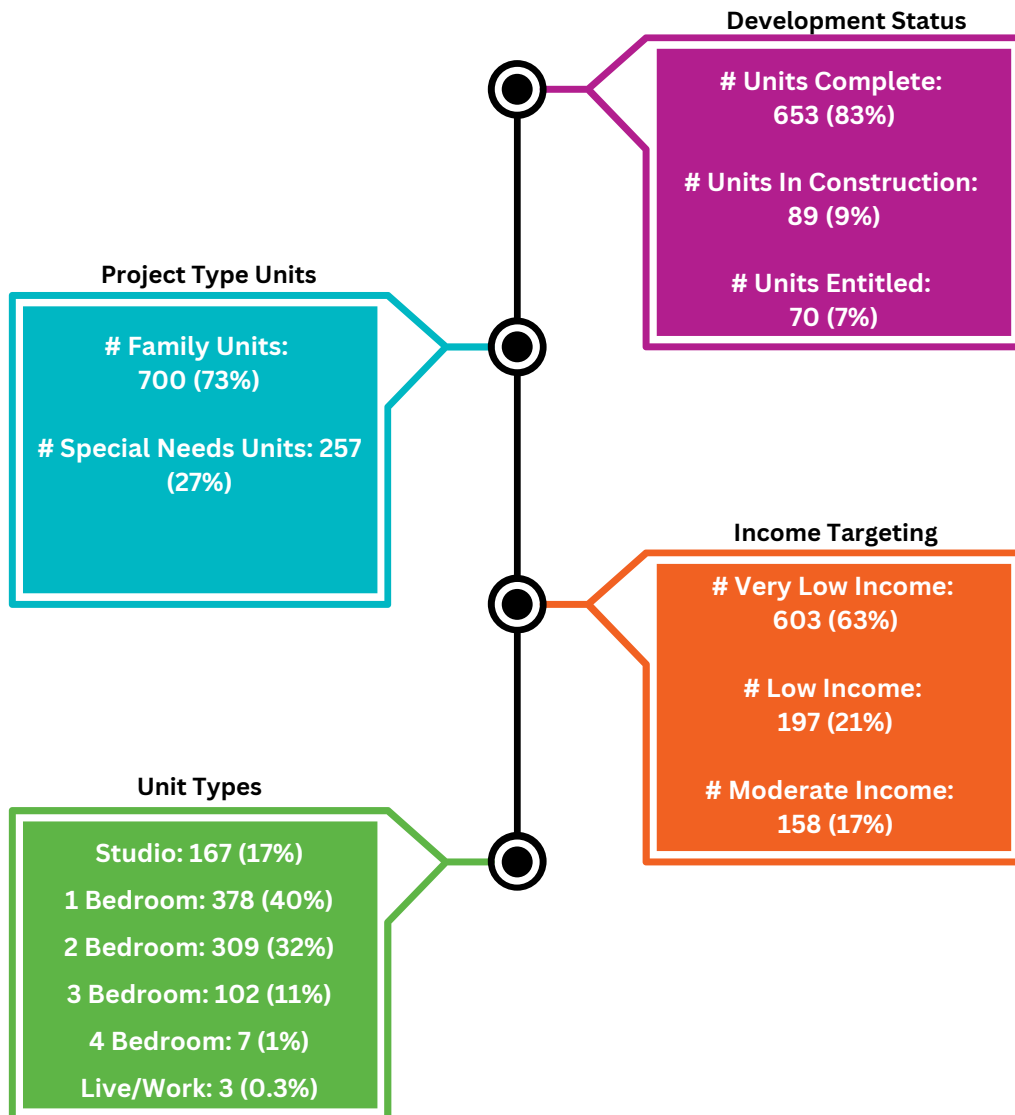 Development Status
# Units Complete:
653 (83%)
# Units In Construction:
89 (9%)
# Units Entitled:
70 (7%)
Project Type Units
# Family Units:
700 (73%)
# Special Needs Units: 257
(27%)
Income Targeting
# Very Low Income:
603 (63%)
# Low Income:
197 (21%)
# Moderate Income:
158 (17%)
Unit Types
Studio: 167 (17%)
1 Bedroom: 378 (40%)
2 Bedroom: 309 (32%)
3 Bedroom: 102 (11%)
4 Bedroom: 7 (1%)
Live/Work: 3 (0.3%)